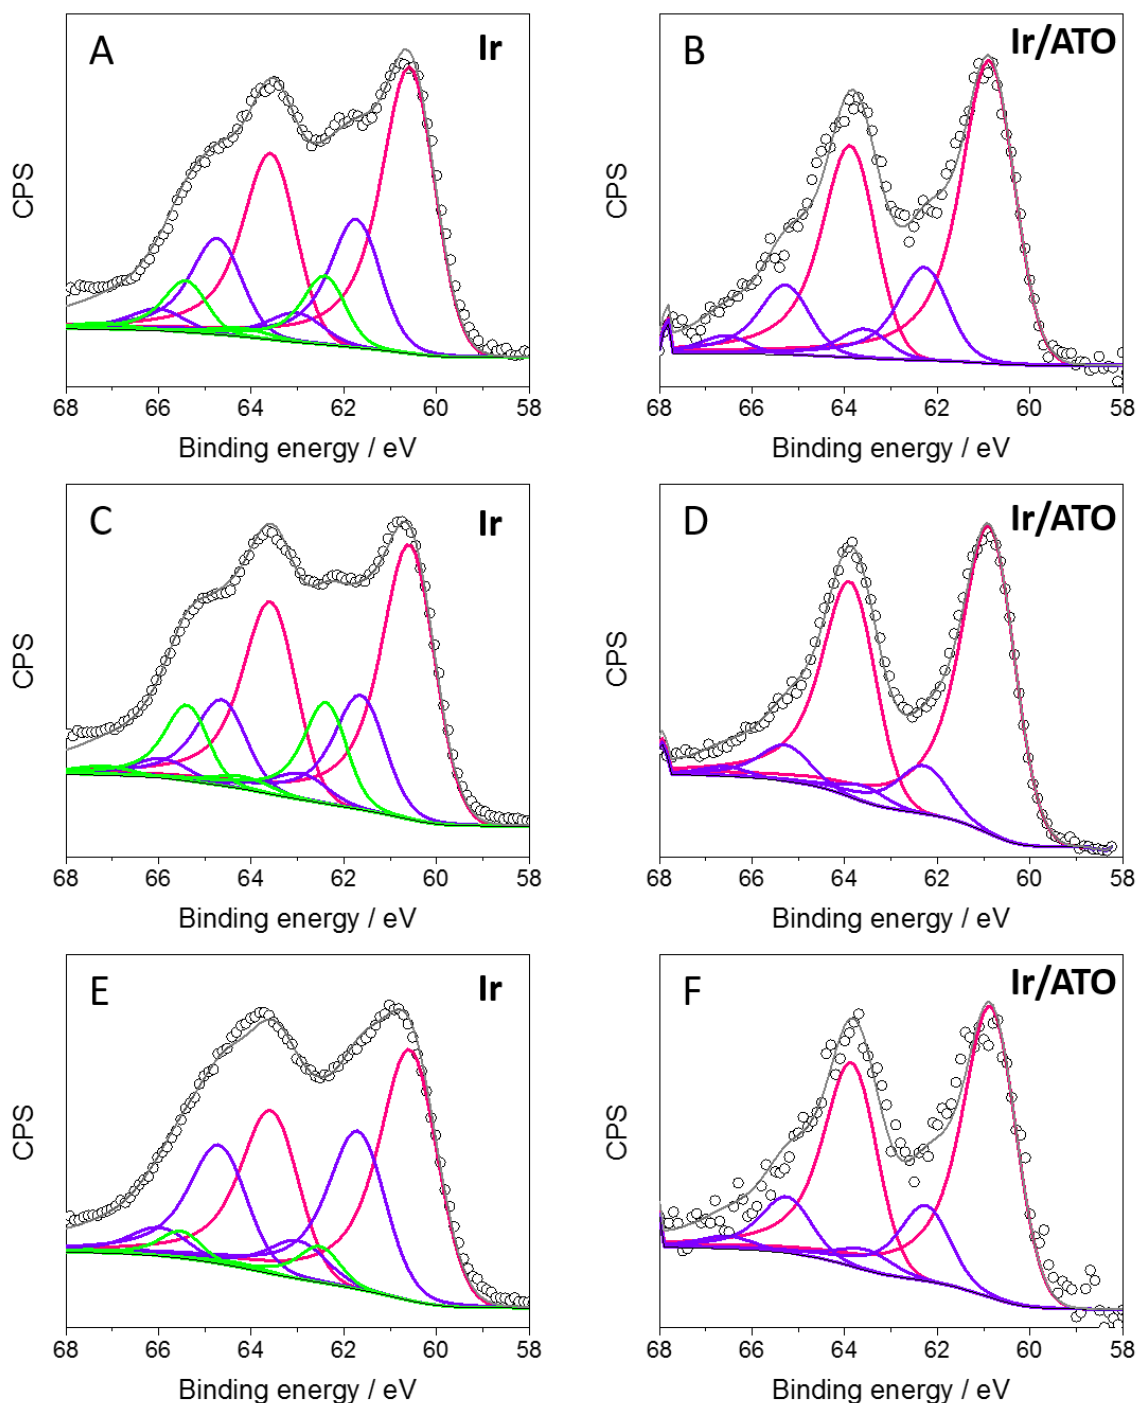 A Ir
CPS
68 66 64 62 60 58
Binding energy / eV
B Ir/ATO
CPS
68 66 64 62 60 58
Binding energy / eV
C Ir
CPS
68 66 64 62 60 58
Binding energy / eV
D Ir/ATO
CPS
68 66 64 62 60 58
Binding energy / eV
E Ir
CPS
68 66 64 62 60 58
Binding energy / eV
F Ir/ATO
CPS
68 66 64 62 60 58
Binding energy / eV